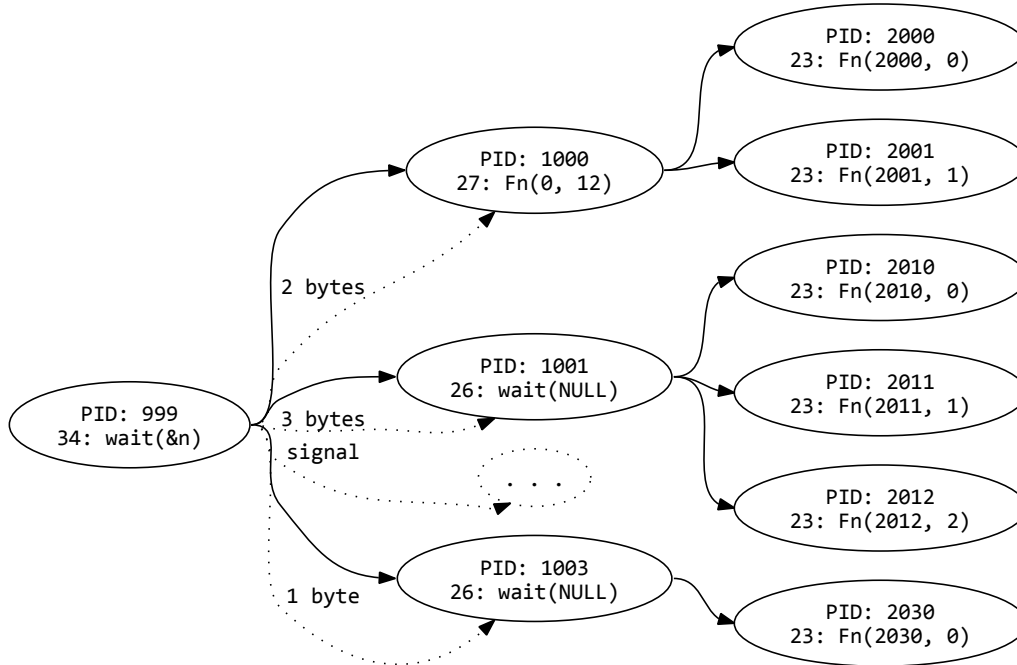 PID: 2000
23: Fn(2000, 0)
PID: 1000
27: Fn(0, 12)
PID: 2001
23: Fn(2001, 1)
2 bytes
PID: 2010
23: Fn(2010, 0)
PID: 1001
26: wait(NULL)
PID: 2011
23: Fn(2011, 1)
PID: 999
34: wait(&n)
3 bytes
signal
. . .
PID: 2012
23: Fn(2012, 2)
PID: 1003
26: wait(NULL)
1 byte
PID: 2030
23: Fn(2030, 0)